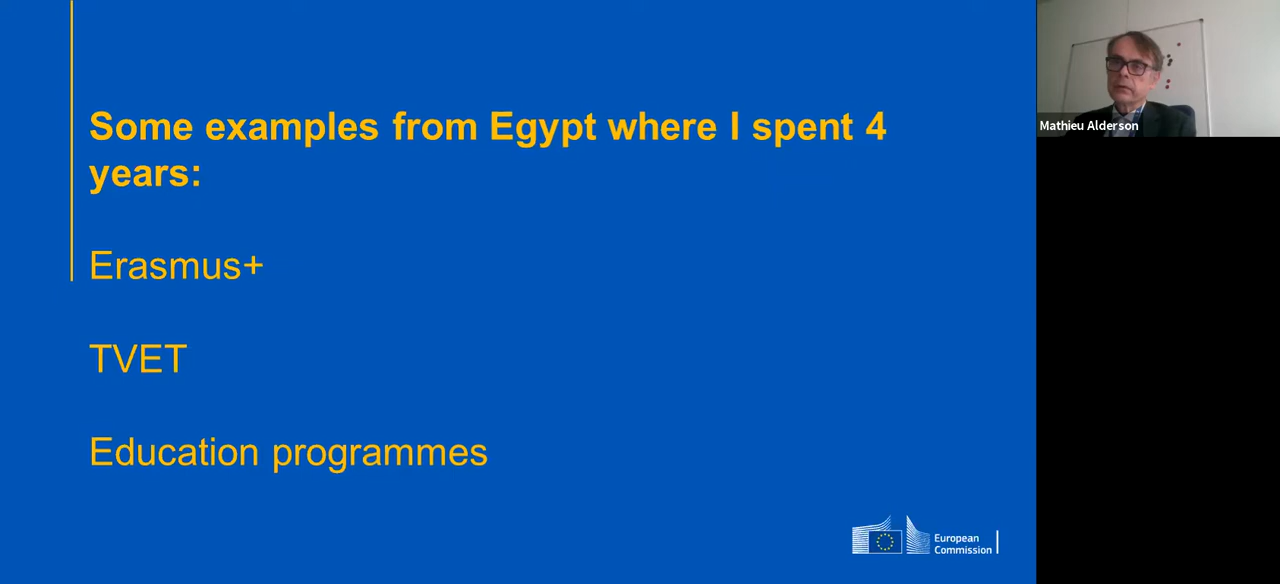 Some examples from Egypt where I spent 4
years:
Erasmus+
TVET
Education programmes
European
Commission
Mathieu Alderson